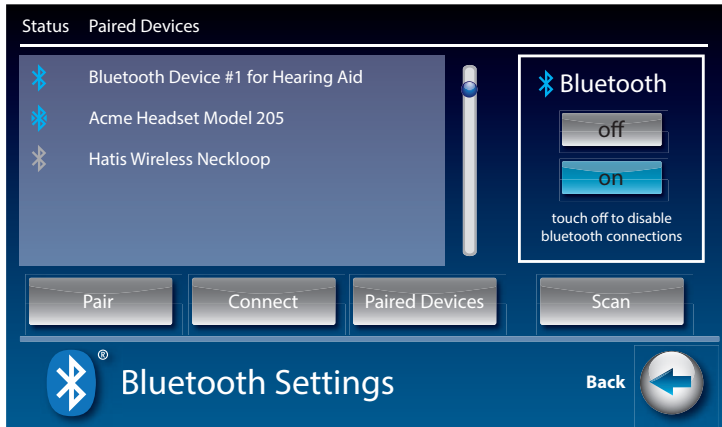 Status Paired Devices
Bluetooth Device #1 for Hearing Aid
Acme Headset Model 205
Hatis Wireless Neckloop
Bluetooth
off
on
touch off to disable
bluetooth connections
Pair Connect Paired Devices Scan
® Bluetooth Settings Back